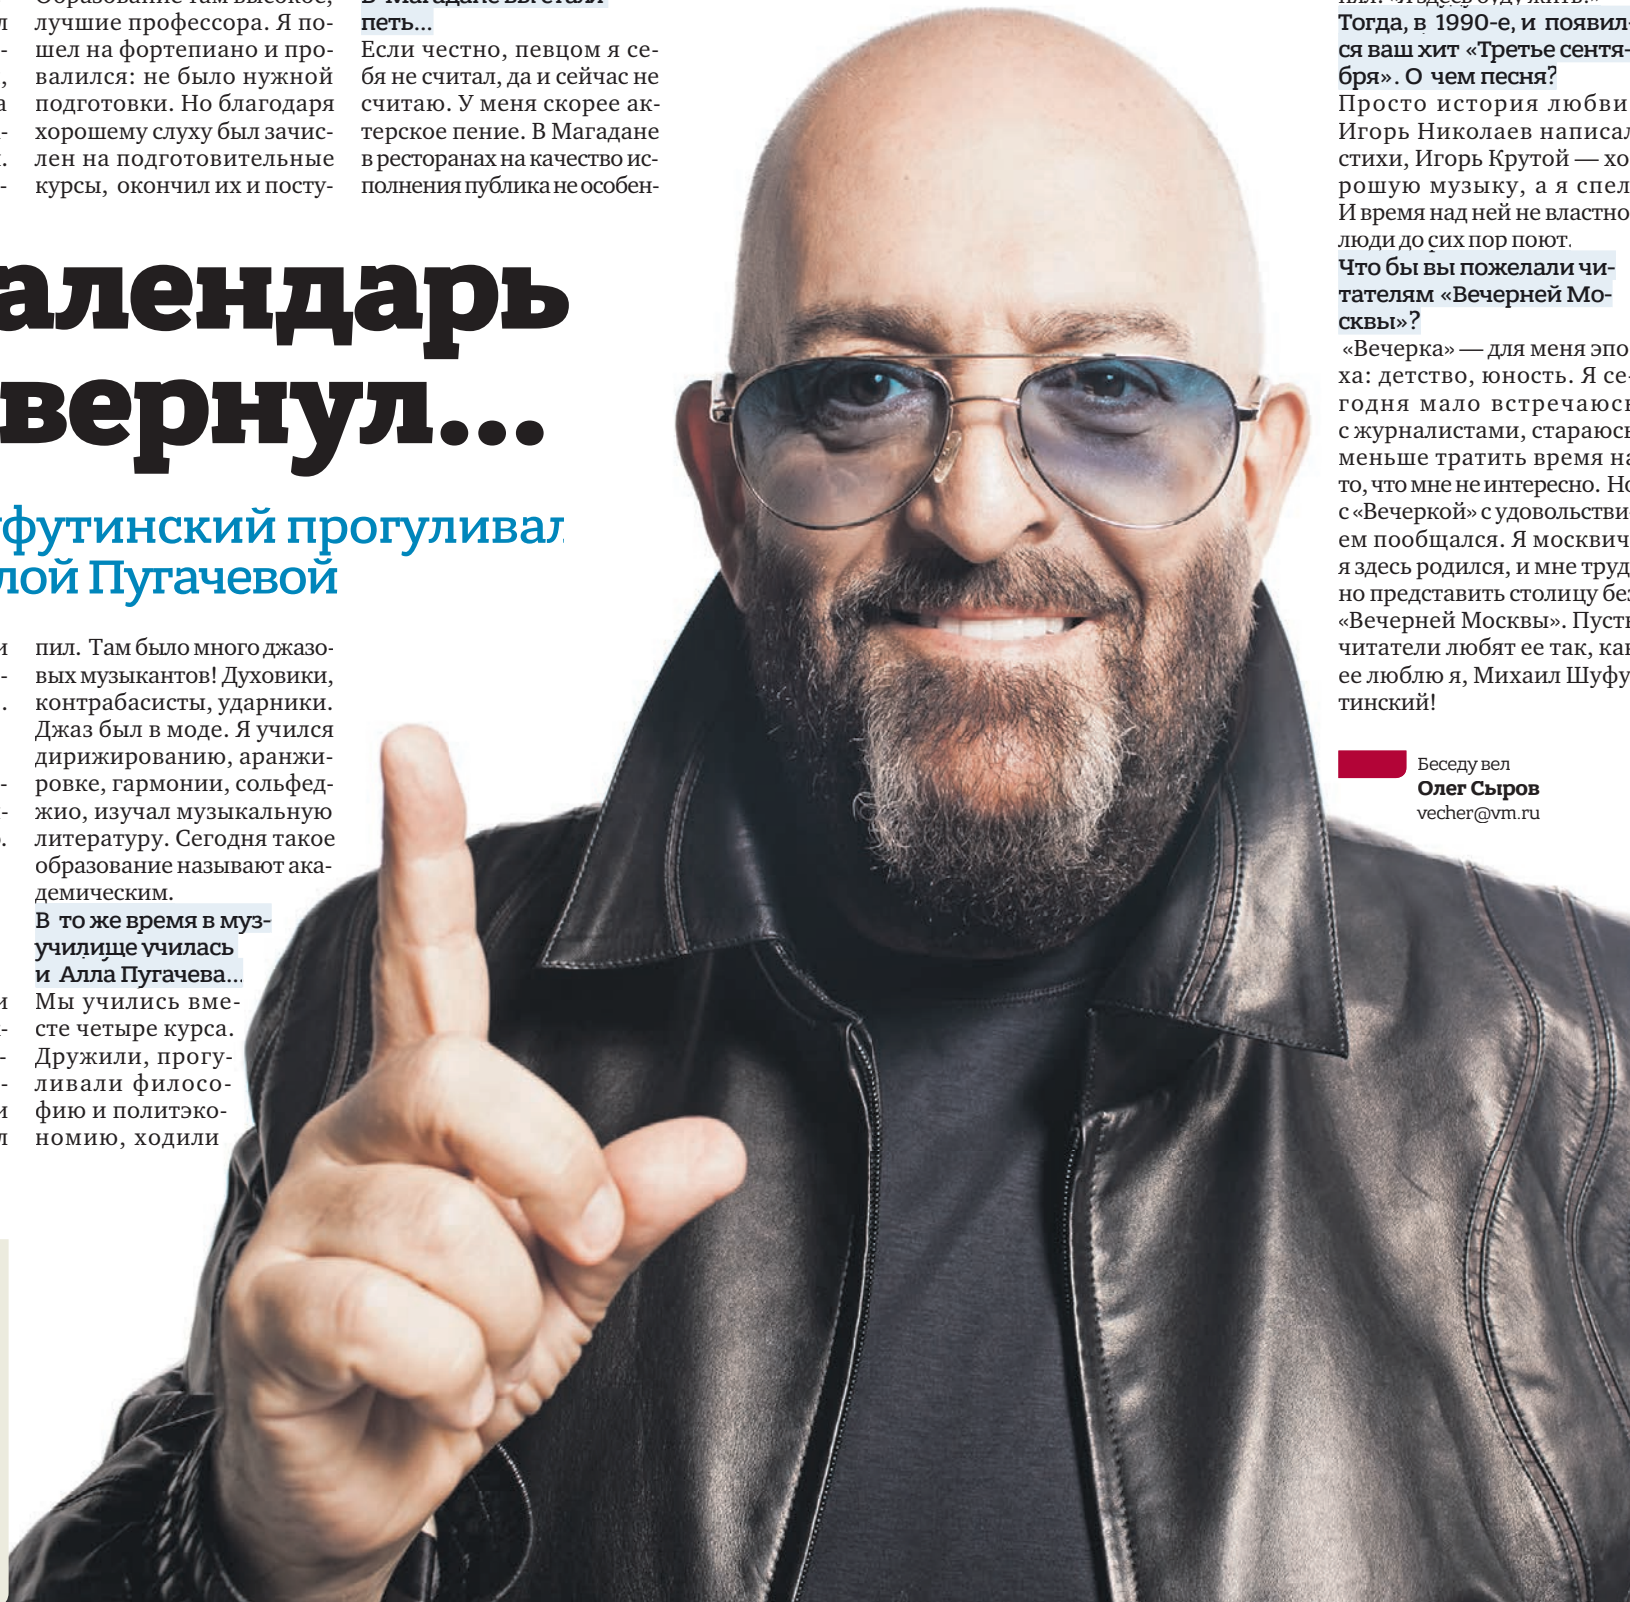 лучшие профессора. Я по-
шел на фортепиано и про-
валился: не было нужной
подготовки. Но благодаря
хорошему слуху был зачис-
лен на подготовительные
курсы, окончил их и посту-
петь...
Если честно, певцом я се-
бя не считал, да и сейчас не
считаю. У меня скорее ак-
терское пение. В Магадане
в ресторанах на качество ис-
полнения публика не особен-
алендарь
вернул...
футинский прогуливал
лой Пугачевой
пил. Там было много джазо-
вых музыкантов! Духовики,
контрабасисты, ударники.
Джаз был в моде. Я учился
дирижированию, аранжи-
ровке, гармонии, сольфед-
жио, изучал музыкальную
литературу. Сегодня такое
образование называют ака-
демическим.
В то же время в муз-
училище училась
и Алла Пугачева...
Мы учились вме-
сте четыре курса.
Дружили, прогу-
ливали филосо-
фию и политэко-
номию, ходили
Тогда, в 1990-е, и появил-
ся ваш хит «Третье сентя-
бря». О чем песня?
Просто история любви
Игорь Николаев написал
стихи, Игорь Крутой — хо
рошую музыку, а я спел
И время над ней не властно
люди до сих пор поют.
Что бы вы пожелали чи-
тателям «Вечерней Мо-
сквы»?
«Вечерка» — для меня эпо
ха: детство, юность. Я се-
годня мало встречаюсь
с журналистами, стараюсь
меньше тратить время на
то, что мне не интересно. Но
с «Вечеркой» с удовольстви-
ем пообщался. Я москвич
я здесь родился, и мне труд
но представить столицу без
«Вечерней Москвы». Пусть
читатели любят ее так, как
ее люблю я, Михаил Шуфу
тинский!
Беседу вел
Олег Сыров
vecher@vm.ru